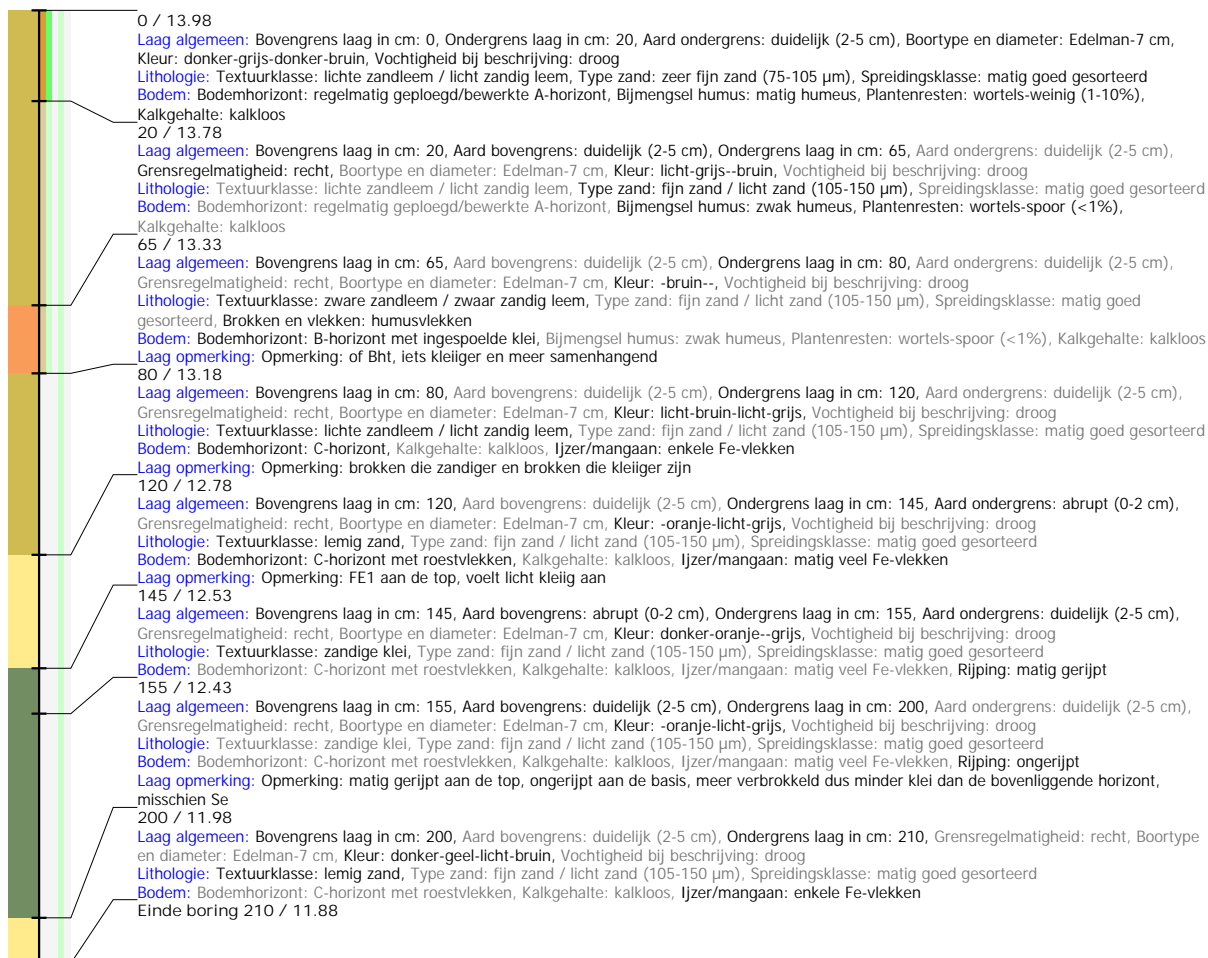 0 / 13.98
Laag algemeen: Bovengrens laag in cm: 0, Ondergrens laag in cm: 20, Aard ondergrens: duidelijk (2-5 cm), Boortype en diameter: Edelman-7 cm,
Kleur: donker-grijs-donker-bruin, Vochtigheid bij beschrijving: droog
Lithologie: Textuurklasse: lichte zandleem / licht zandig leem, Type zand: zeer fijn zand (75-105 µm), Spreidingsklasse: matig goed gesorteerd
Bodem: Bodemhorizont: regelmatig geploegd/bewerkte A-horizont, Bijmengsel humus: matig humeus, Plantenresten: wortels-weinig (1-10%),
Kalkgehalte: kalkloos
20 / 13.78
Laag algemeen: Bovengrens laag in cm: 20, Aard bovengrens: duidelijk (2-5 cm), Ondergrens laag in cm: 65, Aard ondergrens: duidelijk (2-5 cm),
Grensregelmatigheid: recht, Boortype en diameter: Edelman-7 cm, Kleur: licht-grijs--bruin, Vochtigheid bij beschrijving: droog
Lithologie: Textuurklasse: lichte zandleem / licht zandig leem, Type zand: fijn zand / licht zand (105-150 µm), Spreidingsklasse: matig goed gesorteerd
Bodem: Bodemhorizont: regelmatig geploegd/bewerkte A-horizont, Bijmengsel humus: zwak humeus, Plantenresten: wortels-spoor (<1%),
Kalkgehalte: kalkloos
65 / 13.33
Laag algemeen: Bovengrens laag in cm: 65, Aard bovengrens: duidelijk (2-5 cm), Ondergrens laag in cm: 80, Aard ondergrens: duidelijk (2-5 cm),
Grensregelmatigheid: recht, Boortype en diameter: Edelman-7 cm, Kleur: -bruin--, Vochtigheid bij beschrijving: droog
Lithologie: Textuurklasse: zware zandleem / zwaar zandig leem, Type zand: fijn zand / licht zand (105-150 µm), Spreidingsklasse: matig goed
gesorteerd, Brokken en vlekken: humusvlekken
Bodem: Bodemhorizont: B-horizont met ingespoelde klei, Bijmengsel humus: zwak humeus, Plantenresten: wortels-spoor (<1%), Kalkgehalte: kalkloos
Laag opmerking: Opmerking: of Bht, iets kleiiger en meer samenhangend
80 / 13.18
Laag algemeen: Bovengrens laag in cm: 80, Aard bovengrens: duidelijk (2-5 cm), Ondergrens laag in cm: 120, Aard ondergrens: duidelijk (2-5 cm),
Grensregelmatigheid: recht, Boortype en diameter: Edelman-7 cm, Kleur: licht-bruin-licht-grijs, Vochtigheid bij beschrijving: droog
Lithologie: Textuurklasse: lichte zandleem / licht zandig leem, Type zand: fijn zand / licht zand (105-150 µm), Spreidingsklasse: matig goed gesorteerd
Bodem: Bodemhorizont: C-horizont, Kalkgehalte: kalkloos, Ijzer/mangaan: enkele Fe-vlekken
Laag opmerking: Opmerking: brokken die zandiger en brokken die kleiiger zijn
120 / 12.78
Laag algemeen: Bovengrens laag in cm: 120, Aard bovengrens: duidelijk (2-5 cm), Ondergrens laag in cm: 145, Aard ondergrens: abrupt (0-2 cm),
Grensregelmatigheid: recht, Boortype en diameter: Edelman-7 cm, Kleur: -oranje-licht-grijs, Vochtigheid bij beschrijving: droog
Lithologie: Textuurklasse: lemig zand, Type zand: fijn zand / licht zand (105-150 µm), Spreidingsklasse: matig goed gesorteerd
Bodem: Bodemhorizont: C-horizont met roestvlekken, Kalkgehalte: kalkloos, Ijzer/mangaan: matig veel Fe-vlekken
Laag opmerking: Opmerking: FE1 aan de top, voelt licht kleiig aan
145 / 12.53
Laag algemeen: Bovengrens laag in cm: 145, Aard bovengrens: abrupt (0-2 cm), Ondergrens laag in cm: 155, Aard ondergrens: duidelijk (2-5 cm),
Grensregelmatigheid: recht, Boortype en diameter: Edelman-7 cm, Kleur: donker-oranje--grijs, Vochtigheid bij beschrijving: droog
Lithologie: Textuurklasse: zandige klei, Type zand: fijn zand / licht zand (105-150 µm), Spreidingsklasse: matig goed gesorteerd
Bodem: Bodemhorizont: C-horizont met roestvlekken, Kalkgehalte: kalkloos, Ijzer/mangaan: matig veel Fe-vlekken, Rijping: matig gerijpt
155 / 12.43
Laag algemeen: Bovengrens laag in cm: 155, Aard bovengrens: duidelijk (2-5 cm), Ondergrens laag in cm: 200, Aard ondergrens: duidelijk (2-5 cm),
Grensregelmatigheid: recht, Boortype en diameter: Edelman-7 cm, Kleur: -oranje-licht-grijs, Vochtigheid bij beschrijving: droog
Lithologie: Textuurklasse: zandige klei, Type zand: fijn zand / licht zand (105-150 µm), Spreidingsklasse: matig goed gesorteerd
Bodem: Bodemhorizont: C-horizont met roestvlekken, Kalkgehalte: kalkloos, Ijzer/mangaan: matig veel Fe-vlekken, Rijping: ongerijpt
Laag opmerking: Opmerking: matig gerijpt aan de top, ongerijpt aan de basis, meer verbrokkeld dus minder klei dan de bovenliggende horizont,
misschien Se
200 / 11.98
Laag algemeen: Bovengrens laag in cm: 200, Aard bovengrens: duidelijk (2-5 cm), Ondergrens laag in cm: 210, Grensregelmatigheid: recht, Boortype
en diameter: Edelman-7 cm, Kleur: donker-geel-licht-bruin, Vochtigheid bij beschrijving: droog
Lithologie: Textuurklasse: lemig zand, Type zand: fijn zand / licht zand (105-150 µm), Spreidingsklasse: matig goed gesorteerd
Bodem: Bodemhorizont: C-horizont met roestvlekken, Kalkgehalte: kalkloos, Ijzer/mangaan: enkele Fe-vlekken
Einde boring 210 / 11.88